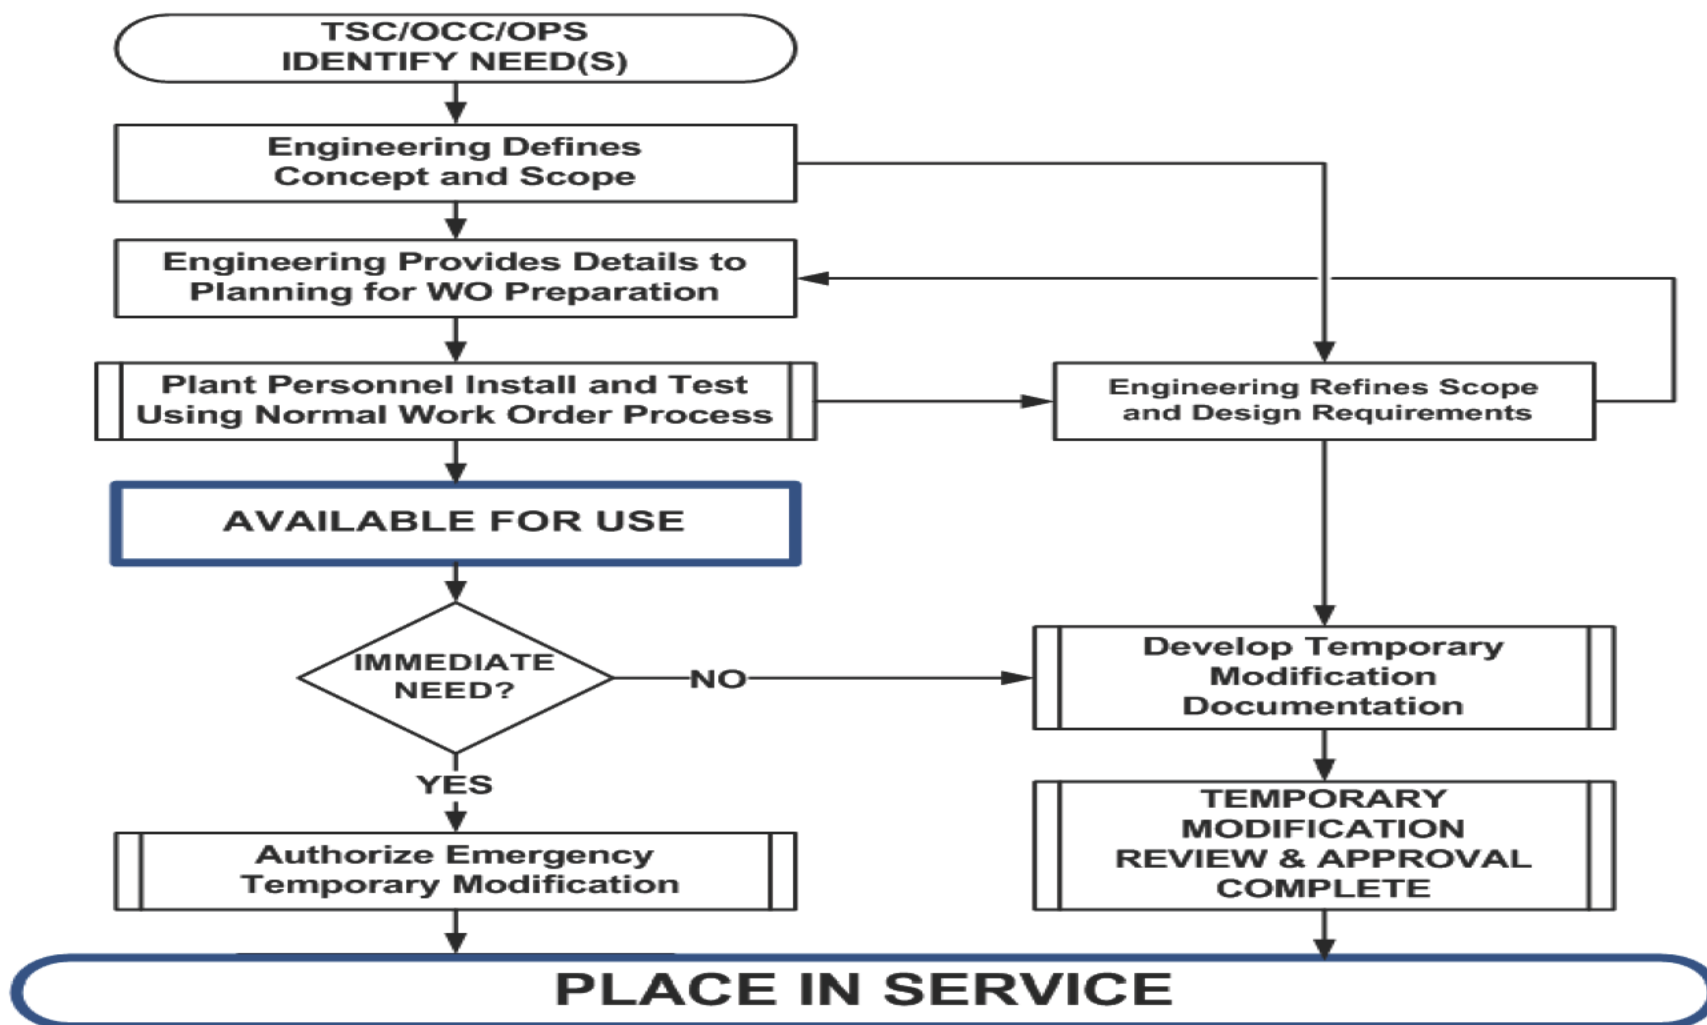 TSC/OCC/OPS
IDENTIFY NEED(S)
Engineering Defines
Concept and Scope
Engineering Provides Details to
Planning for WO Preparation
Plant Personnel Install and Test
Using Normal Work Order Process
Engineering Refines Scope
and Design Requirements
AVAILABLE FOR USE
IMMEDIATE
NEED?
NO
Develop Temporary
Modification
Documentation
YES
TEMPORARY
MODIFICATION
REVIEW & APPROVAL
COMPLETE
Authorize Emergency
Temporary Modification
PLACE IN SERVICE